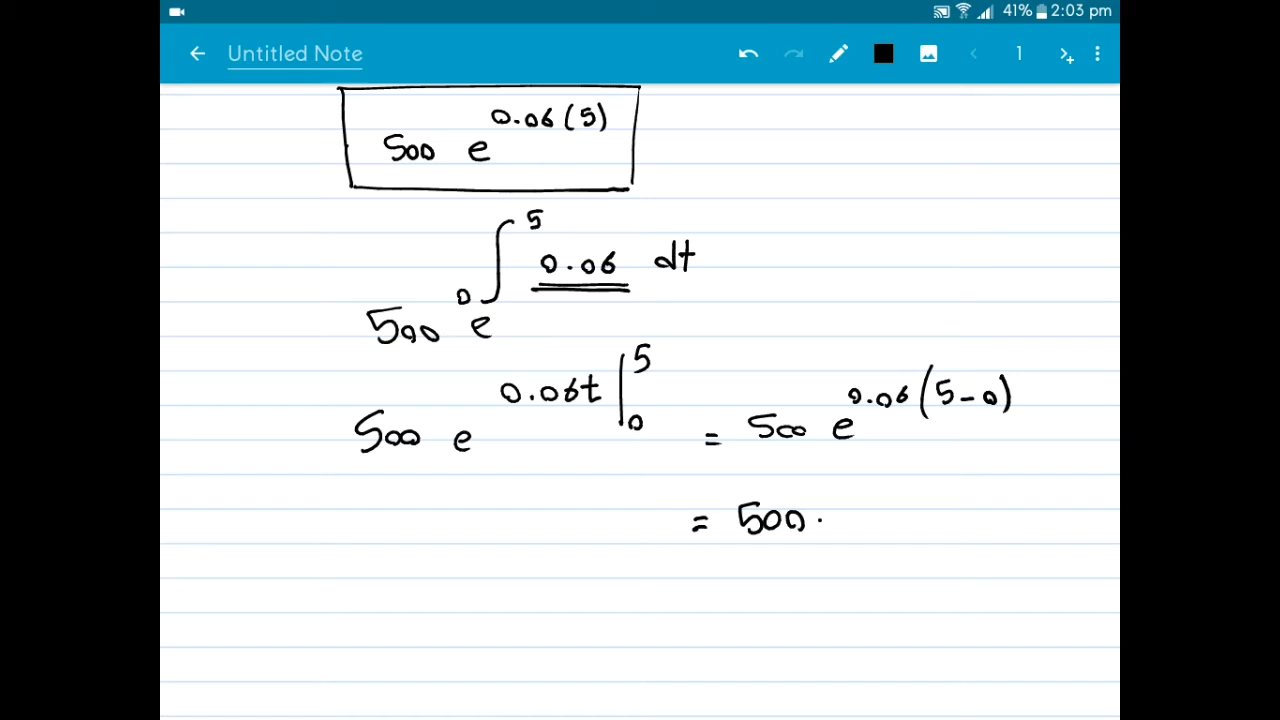 41% 2:03 pm
Untitled Note 1
500 e^0.06(5)
500 e^∫₀⁵ 0.06 dt
500 e^0.06t|₀⁵ = 500 e^0.06(5-0)
= 500.